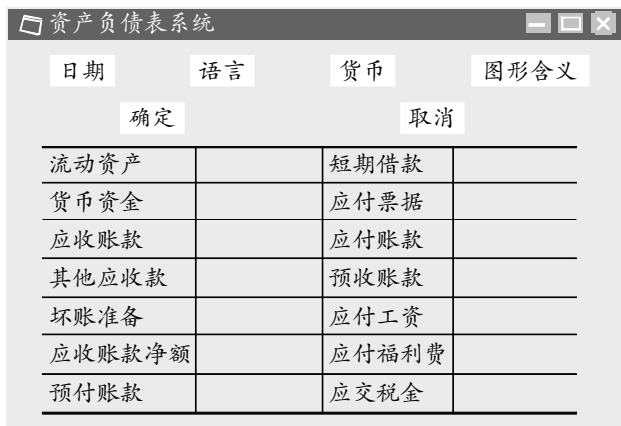 资产负债表系统
日期 语言 货币 图形含义
确定 取消
流动资产 短期借款
货币资金 应付票据
应收账款 应付账款
其他应收款 预收账款
坏账准备 应付工资
应收账款净额 应付福利费
预付账款 应交税金